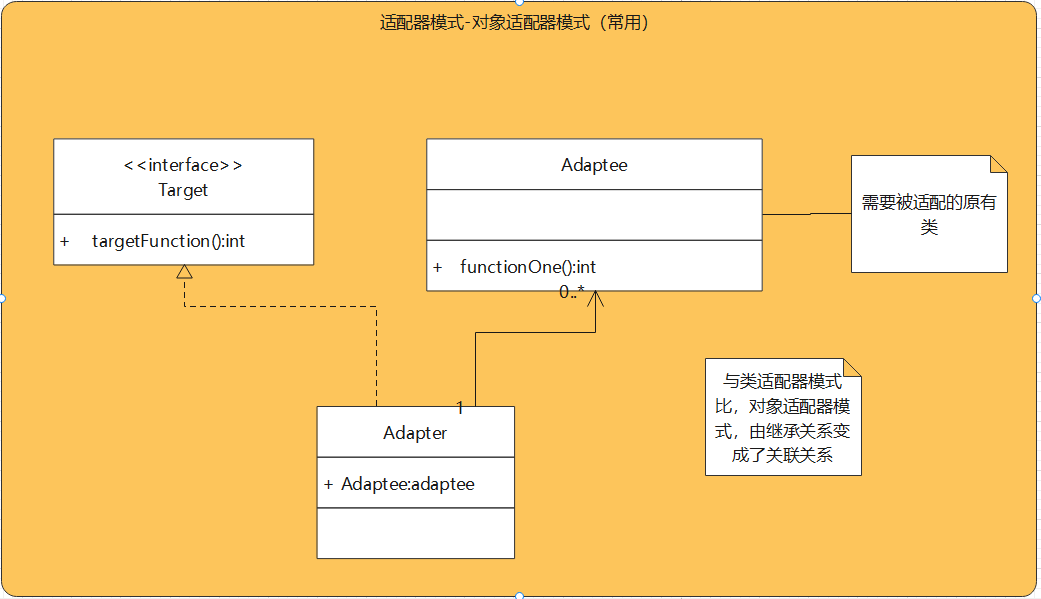 适配器模式-对象适配器模式（常用）
<<interface>>
Target
+ targetFunction():int
Adaptee
+ functionOne():int
0..*
需要被适配的原有
类
1
Adapter
+ Adaptee:adaptee
与类适配器模式
比，对象适配器模
式，由继承关系变
成了关联关系